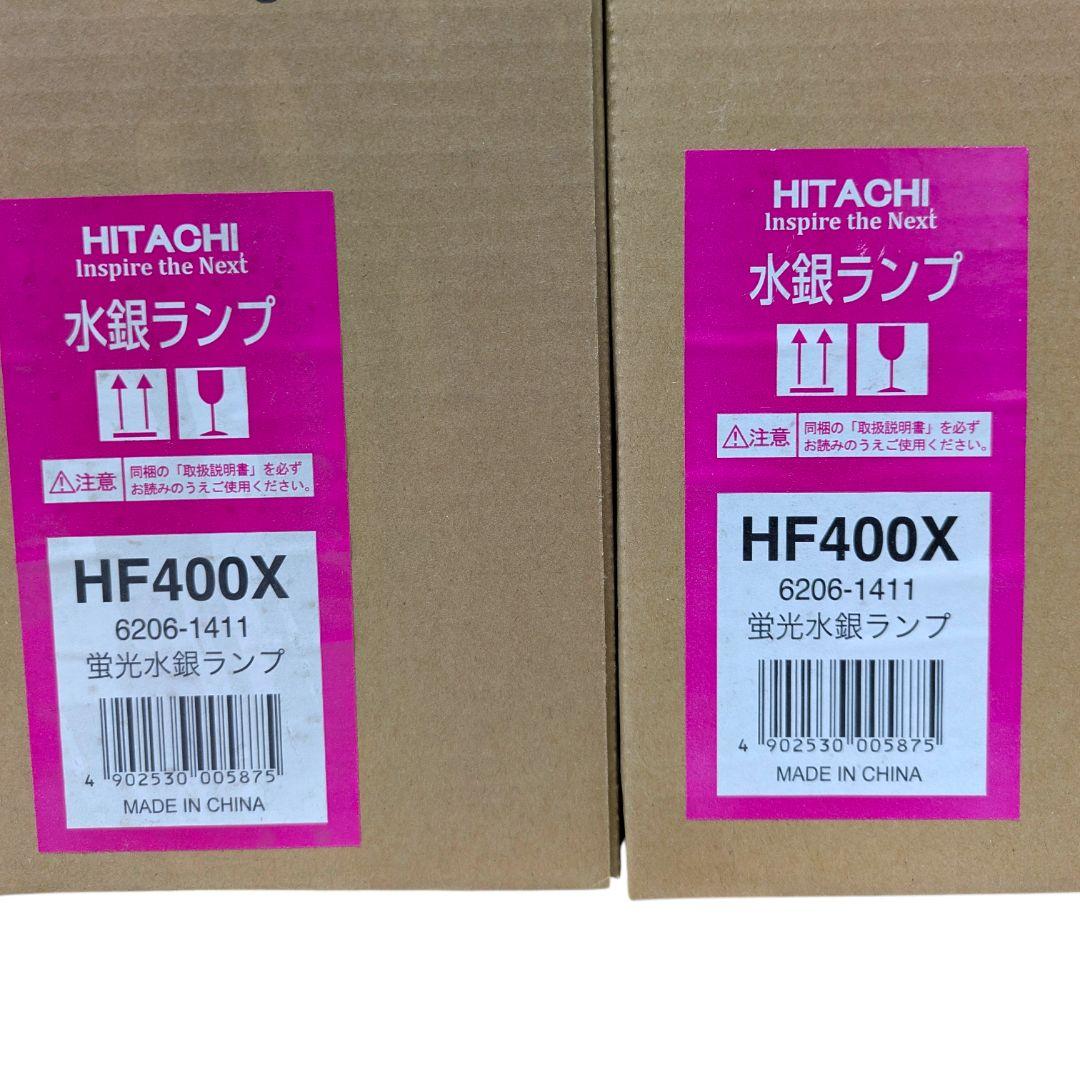 HITACHI
Inspire the Next
水銀ランプ
注意
同梱の「取扱説明書」を必ず
お読みのうえご使用ください。
HF400X
6206-1411
蛍光水銀ランプ
4 902530 005875
MADE IN CHINA
HITACHI
Inspire the Next
水銀ランプ
注意
同梱の「取扱説明書」を必ず
お読みのうえご使用ください。
HF400X
6206-1411
蛍光水銀ランプ
4 902530 005875
MADE IN CHINA